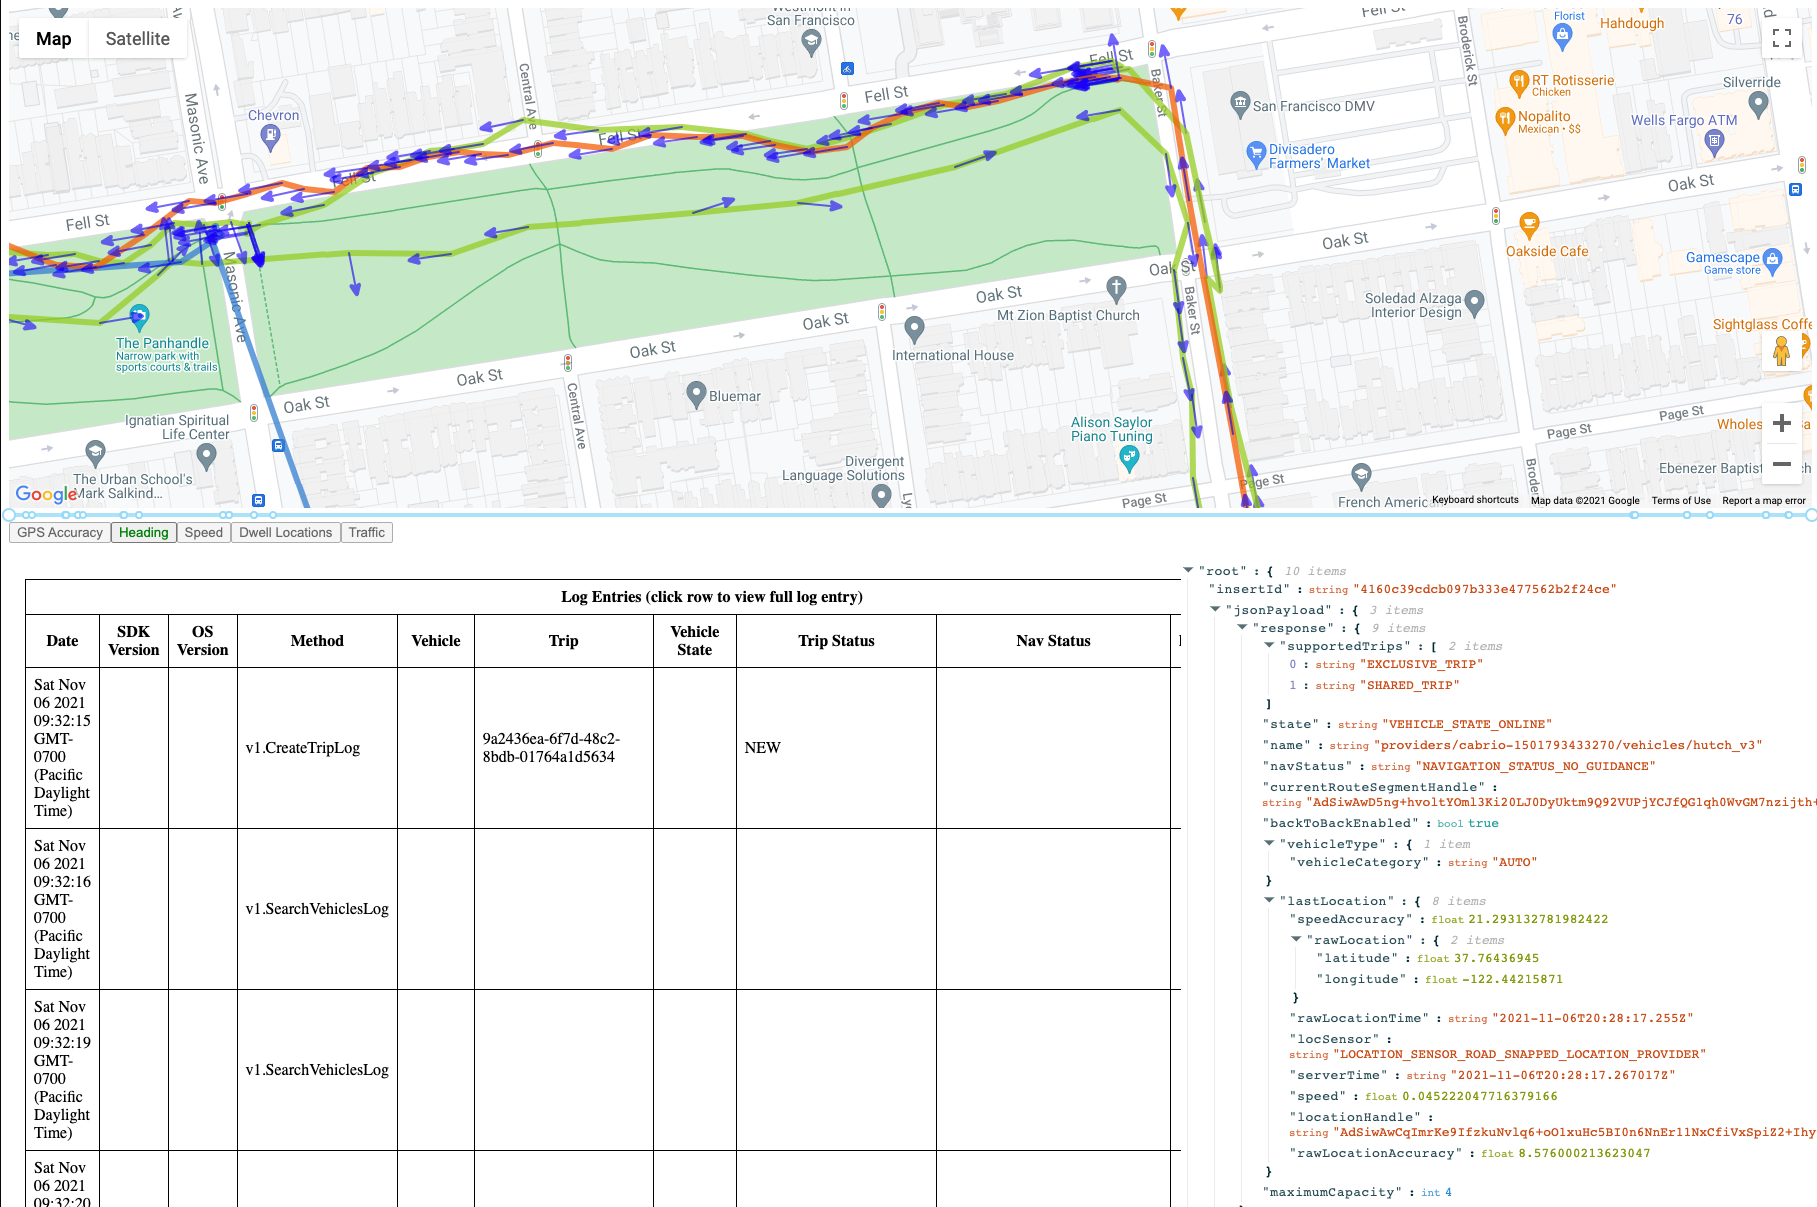 Westmont in
San Francisco
Fell St
Florist
Hahdough
76
Map
Satellite
Masonic Ave
Chevron
Central Ave
Fell St
Fell St
Baker St
Broderick St
RT Rotisserie
Chicken
Silverride
San Francisco DMV
Nopalito
Mexican • $$
Wells Fargo ATM
Divisadero
Farmers' Market
Fell St
Fell St
Fell St
Oak St
Oak St
Oakside Cafe
Masonic Ave
Oak St
Baker St
Gamescape
Game store
Oak St
Mt Zion Baptist Church
Soledad Alzaga
Interior Design
The Panhandle
Narrow park with
sports courts & trails
Oak St
Oak St
International House
Sightglass Coffe
Oak St
Oak St
Bluemar
Central Ave
Ignatian Spiritual
Life Center
Alison Saylor
Piano Tuning
Page St
Page St
Wholes
The Urban School's
Mark Salkind...
Divergent
Language Solutions
Page St
Page St
French Americ
Ebenezer Baptist Church
Google
Keyboard shortcuts
Map data ©2021 Google
Terms of Use
Report a map error
GPS Accuracy
Heading
Speed
Dwell Locations
Traffic
Log Entries (click row to view full log entry)
Date
SDK Version
OS Version
Method
Vehicle
Trip
Vehicle State
Trip Status
Nav Status
Sat Nov
06 2021
09:32:15
GMT-
0700
(Pacific
Daylight
Time)
v1.CreateTripLog
9a2436ea-6f7d-48c2-
8bdb-01764a1d5634
NEW
Sat Nov
06 2021
09:32:16
GMT-
0700
(Pacific
Daylight
Time)
v1.SearchVehiclesLog
Sat Nov
06 2021
09:32:19
GMT-
0700
(Pacific
Daylight
Time)
v1.SearchVehiclesLog
Sat Nov
06 2021
09:32:20
"root" : { 10 items
"insertId" : string "4160c39cdcb097b333e477562b2f24ce"
"jsonPayload" : { 3 items
"response" : { 9 items
"supportedTrips" : [ 2 items
0 : string "EXCLUSIVE_TRIP"
1 : string "SHARED_TRIP"
]
"state" : string "VEHICLE_STATE_ONLINE"
"name" : string "providers/cabrio-1501793433270/vehicles/hutch_v3"
"navStatus" : string "NAVIGATION_STATUS_NO_GUIDANCE"
"currentRouteSegmentHandle" :
string "AdSiwAwD5ng+hvoltYOml3Ki20LJ0DyUktm9Q92VUPjYCJfQG1qh0WvGM7nzijth+
"backToBackEnabled" : bool true
"vehicleType" : { 1 item
"vehicleCategory" : string "AUTO"
}
"lastLocation" : { 8 items
"speedAccuracy" : float 21.293132781982422
"rawLocation" : { 2 items
"latitude" : float 37.76436945
"longitude" : float -122.44215871
}
"rawLocationTime" : string "2021-11-06T20:28:17.255Z"
"locSensor" :
string "LOCATION_SENSOR_ROAD_SNAPPED_LOCATION_PROVIDER"
"serverTime" : string "2021-11-06T20:28:17.267017Z"
"speed" : float 0.045222047716379166
"locationHandle" :
string "AdSiwAwCqImrKe9IfzkuNvlq6+oO1xuHc5BI0n6NnEr11NxCfiVxSpiZ2+Ihy
"rawLocationAccuracy" : float 8.576000213623047
}
"maximumCapacity" : int 4